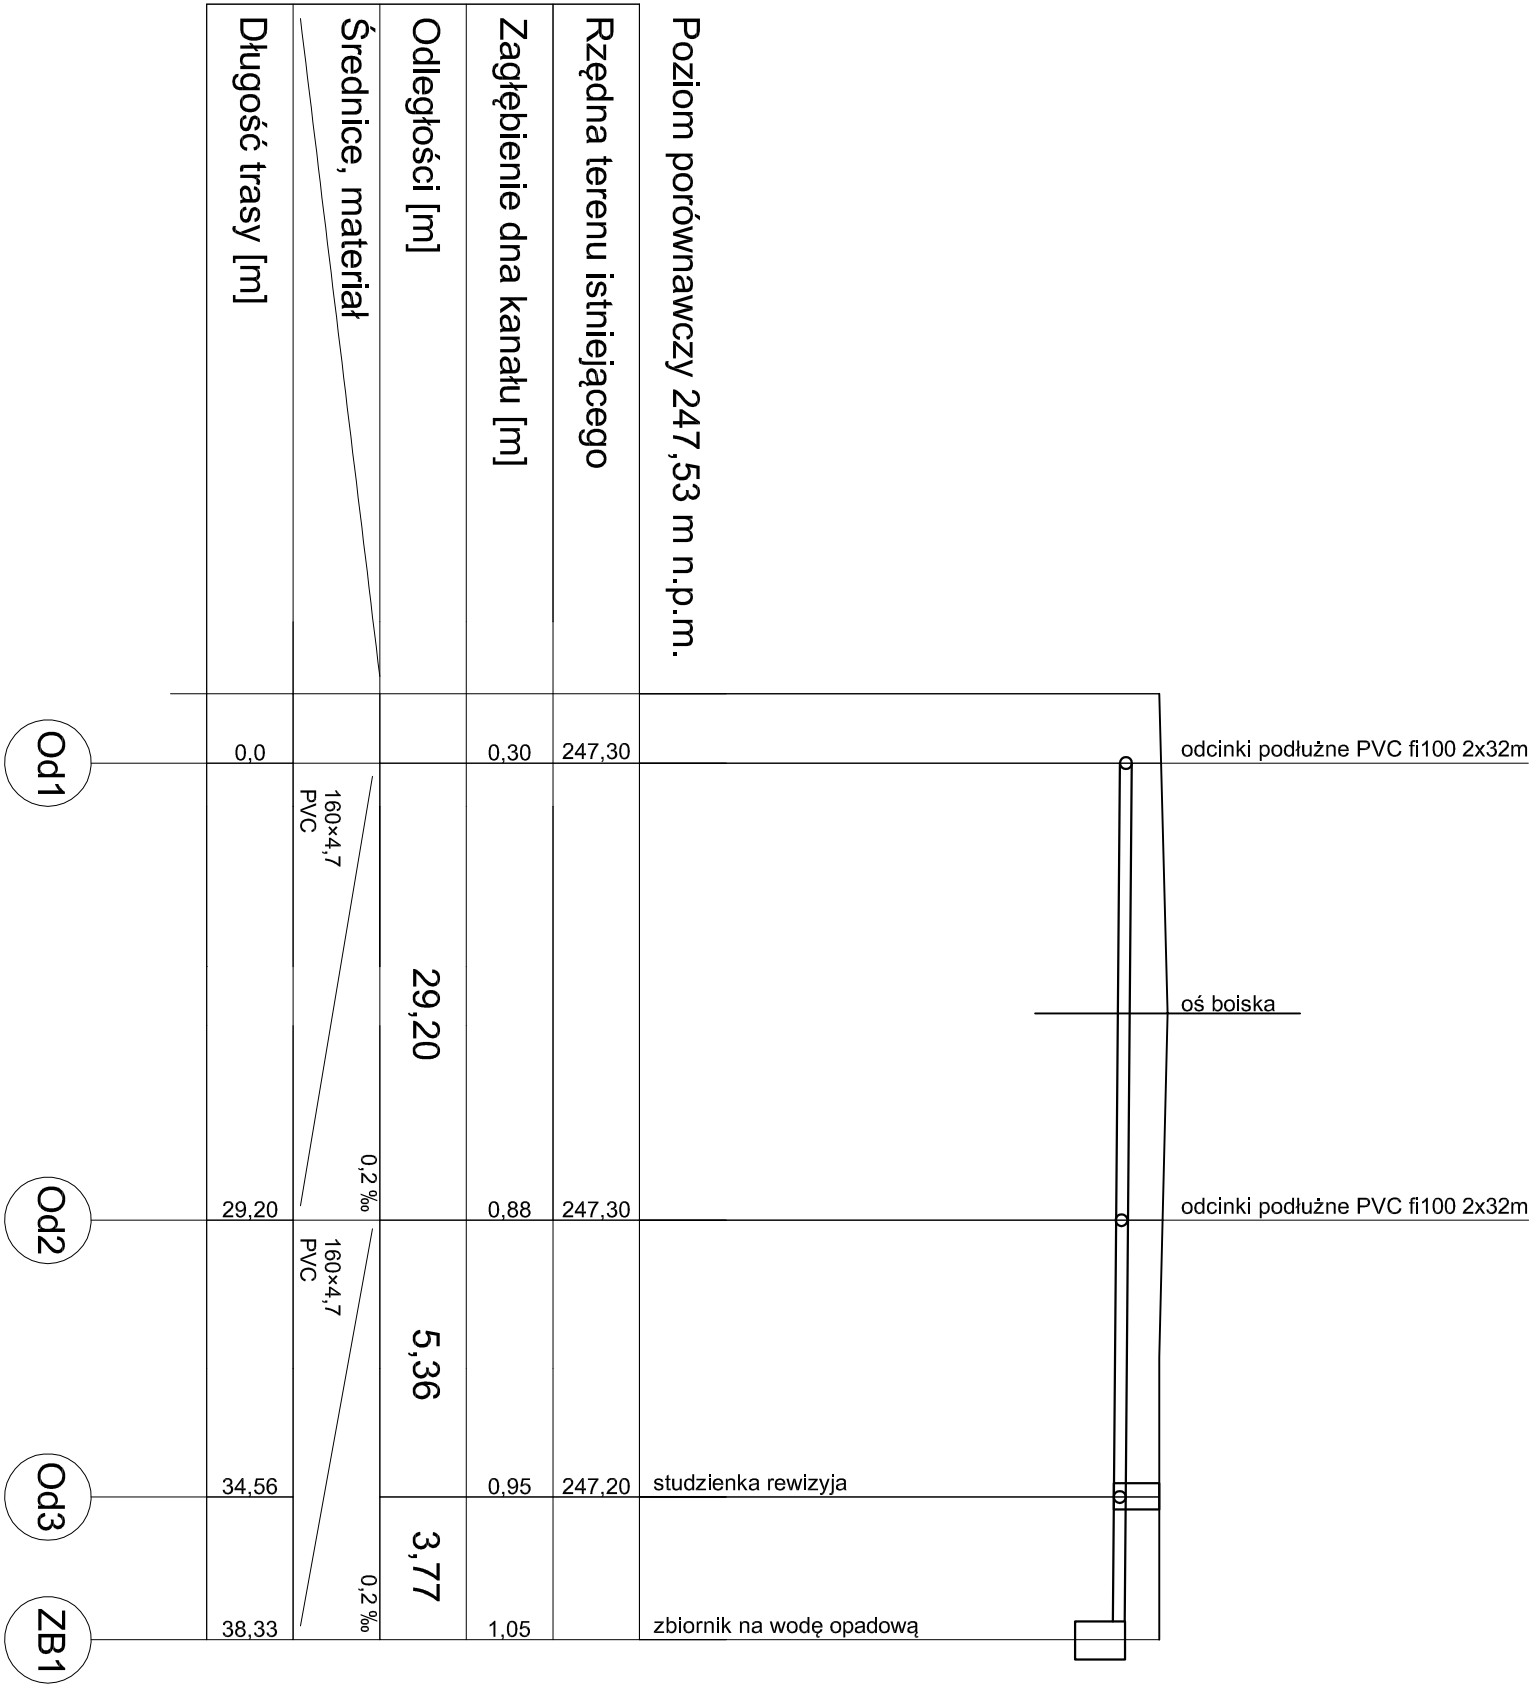 Poziom porównawczy 247,53 m n.p.m.
Rzędna terenu istniejącego
Zagłębienie dna kanału [m]
Odległości [m]
Średnice, materiał
Długość trasy [m]
odcinki podłużne PVC fi100 2x32m
oś boiska
odcinki podłużne PVC fi100 2x32m
studzienka rewizyja
zbiornik na wodę opadową
247,30
247,30
247,20
0,30
0,88
0,95
1,05
29,20
5,36
3,77
160×4,7
PVC
0,2 ‰
160×4,7
PVC
0,2 ‰
0,0
29,20
34,56
38,33
Od1
Od2
Od3
ZB1